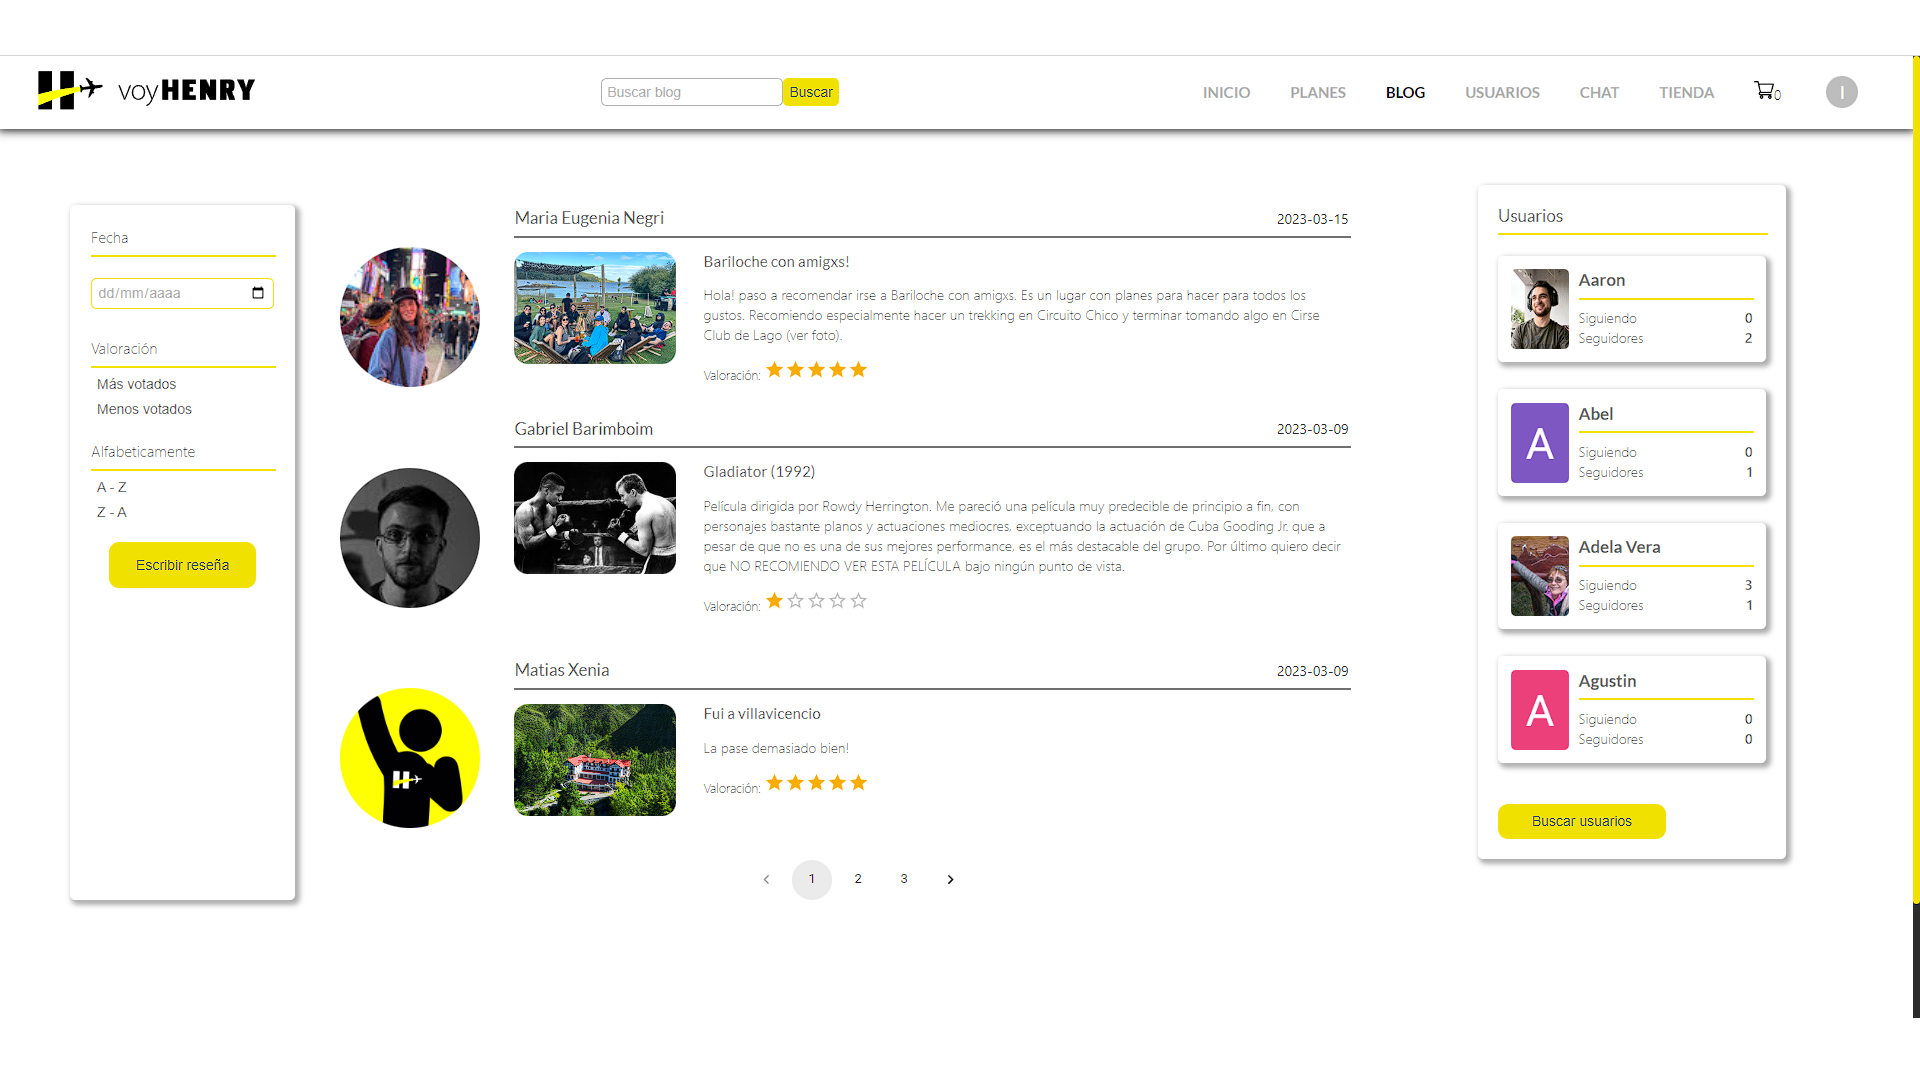 voyHENRY
Buscar blog
Buscar
INICIO
PLANES
BLOG
USUARIOS
CHAT
TIENDA
0
I
Fecha
dd/mm/aaaa
Valoración
Más votados
Menos votados
Alfabeticamente
A - Z
Z - A
Escribir reseña
Maria Eugenia Negri
2023-03-15
Bariloche con amigxs!
Hola! paso a recomendar irse a Bariloche con amigxs. Es un lugar con planes para hacer para todos los
gustos. Recomiendo especialmente hacer un trekking en Circuito Chico y terminar tomando algo en Cirse
Club de Lago (ver foto).
Valoración:
Gabriel Barimboim
2023-03-09
Gladiator (1992)
Película dirigida por Rowdy Herrington. Me pareció una película muy predecible de principio a fin, con
personajes bastante planos y actuaciones mediocres, exceptuando la actuación de Cuba Gooding Jr. que a
pesar de que no es una de sus mejores performance, es el más destacable del grupo. Por último quiero decir
que NO RECOMIENDO VER ESTA PELÍCULA bajo ningún punto de vista.
Valoración:
Matias Xenia
2023-03-09
H
Fui a villavicencio
La pase demasiado bien!
Valoración:
1
2
3
Usuarios
Aaron
Siguiendo 0
Seguidores 2
A
Abel
Siguiendo 0
Seguidores 1
Adela Vera
Siguiendo 3
Seguidores 1
A
Agustin
Siguiendo 0
Seguidores 0
Buscar usuarios